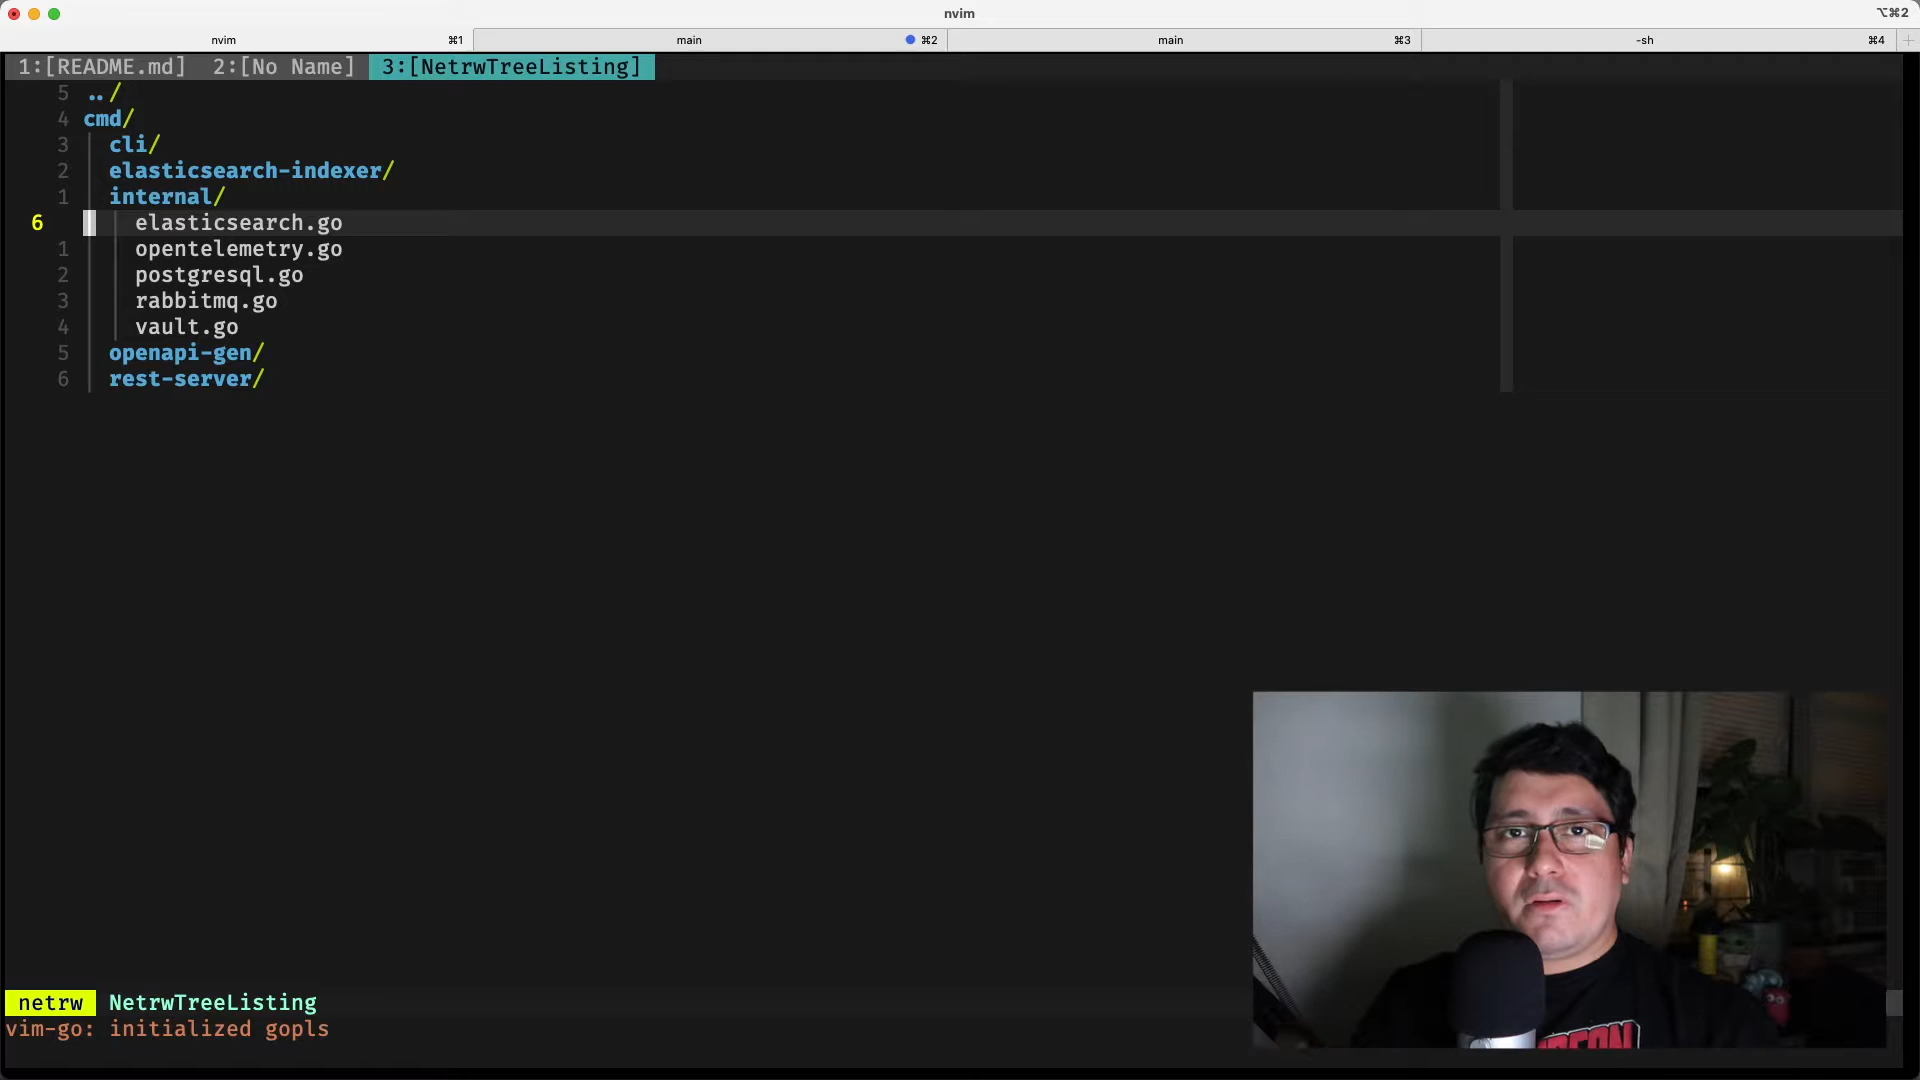 nvim
⌥⌘2
nvim ⌘1 main ⌘2 main ⌘3 -sh ⌘4 +
1:[README.md] 2:[No Name] 3:[NetrwTreeListing]
5 ../
4 cmd/
3 cli/
2 elasticsearch-indexer/
1 internal/
6 elasticsearch.go
1 opentelemetry.go
2 postgresql.go
3 rabbitmq.go
4 vault.go
5 openapi-gen/
6 rest-server/
netrw NetrwTreeListing
vim-go: initialized gopls